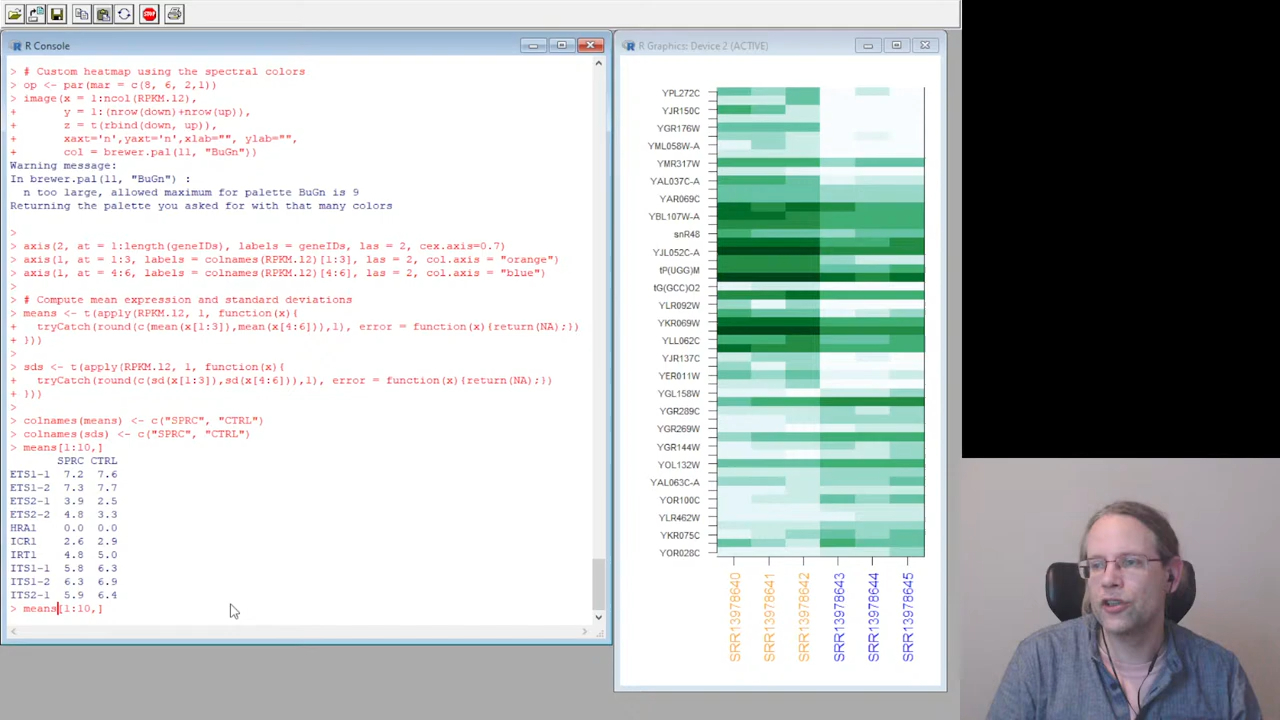 R Console
> # Custom heatmap using the spectral colors
> op <- par(mar = c(8, 6, 2,1))
> image(x = 1:ncol(RPKM.l2),
+       y = 1:(nrow(down)+nrow(up)),
+       z = t(rbind(down, up)),
+       xaxt='n',yaxt='n',xlab="", ylab="",
+       col = brewer.pal(11, "BuGn"))
Warning message:
In brewer.pal(11, "BuGn") :
  n too large, allowed maximum for palette BuGn is 9
Returning the palette you asked for with that many colors
>
> axis(2, at = 1:length(geneIDs), labels = geneIDs, las = 2, cex.axis=0.7)
> axis(1, at = 1:3, labels = colnames(RPKM.l2)[1:3], las = 2, col.axis = "orange")
> axis(1, at = 4:6, labels = colnames(RPKM.l2)[4:6], las = 2, col.axis = "blue")
>
> # Compute mean expression and standard deviations
> means <- t(apply(RPKM.l2, 1, function(x){
+   tryCatch(round(c(mean(x[1:3]),mean(x[4:6])),1), error = function(x){return(NA);})
+ }))
>
> sds <- t(apply(RPKM.l2, 1, function(x){
+   tryCatch(round(c(sd(x[1:3]),sd(x[4:6])),1), error = function(x){return(NA);})
+ }))
>
> colnames(means) <- c("SPRC", "CTRL")
> colnames(sds) <- c("SPRC", "CTRL")
> means[1:10,]
       SPRC CTRL
ETS1-1  7.2  7.6
ETS1-2  7.3  7.7
ETS2-1  3.9  2.5
ETS2-2  4.8  3.3
HRA1    0.0  0.0
ICR1    2.6  2.9
IRT1    4.8  5.0
ITS1-1  5.8  6.3
ITS1-2  6.3  6.9
ITS2-1  5.9  6.4
> means[1:10,]
R Graphics: Device 2 (ACTIVE)
YPL272C
YJR150C
YGR176W
YML058W-A
YMR317W
YAL037C-A
YAR069C
YBL107W-A
snR48
YJL052C-A
tP(UGG)M
tG(GCC)O2
YLR092W
YKR069W
YLL062C
YJR137C
YER011W
YGL158W
YGR289C
YGR269W
YGR144W
YOL132W
YAL063C-A
YOR100C
YLR462W
YKR075C
YOR028C
SRR13978640
SRR13978641
SRR13978642
SRR13978643
SRR13978644
SRR13978645